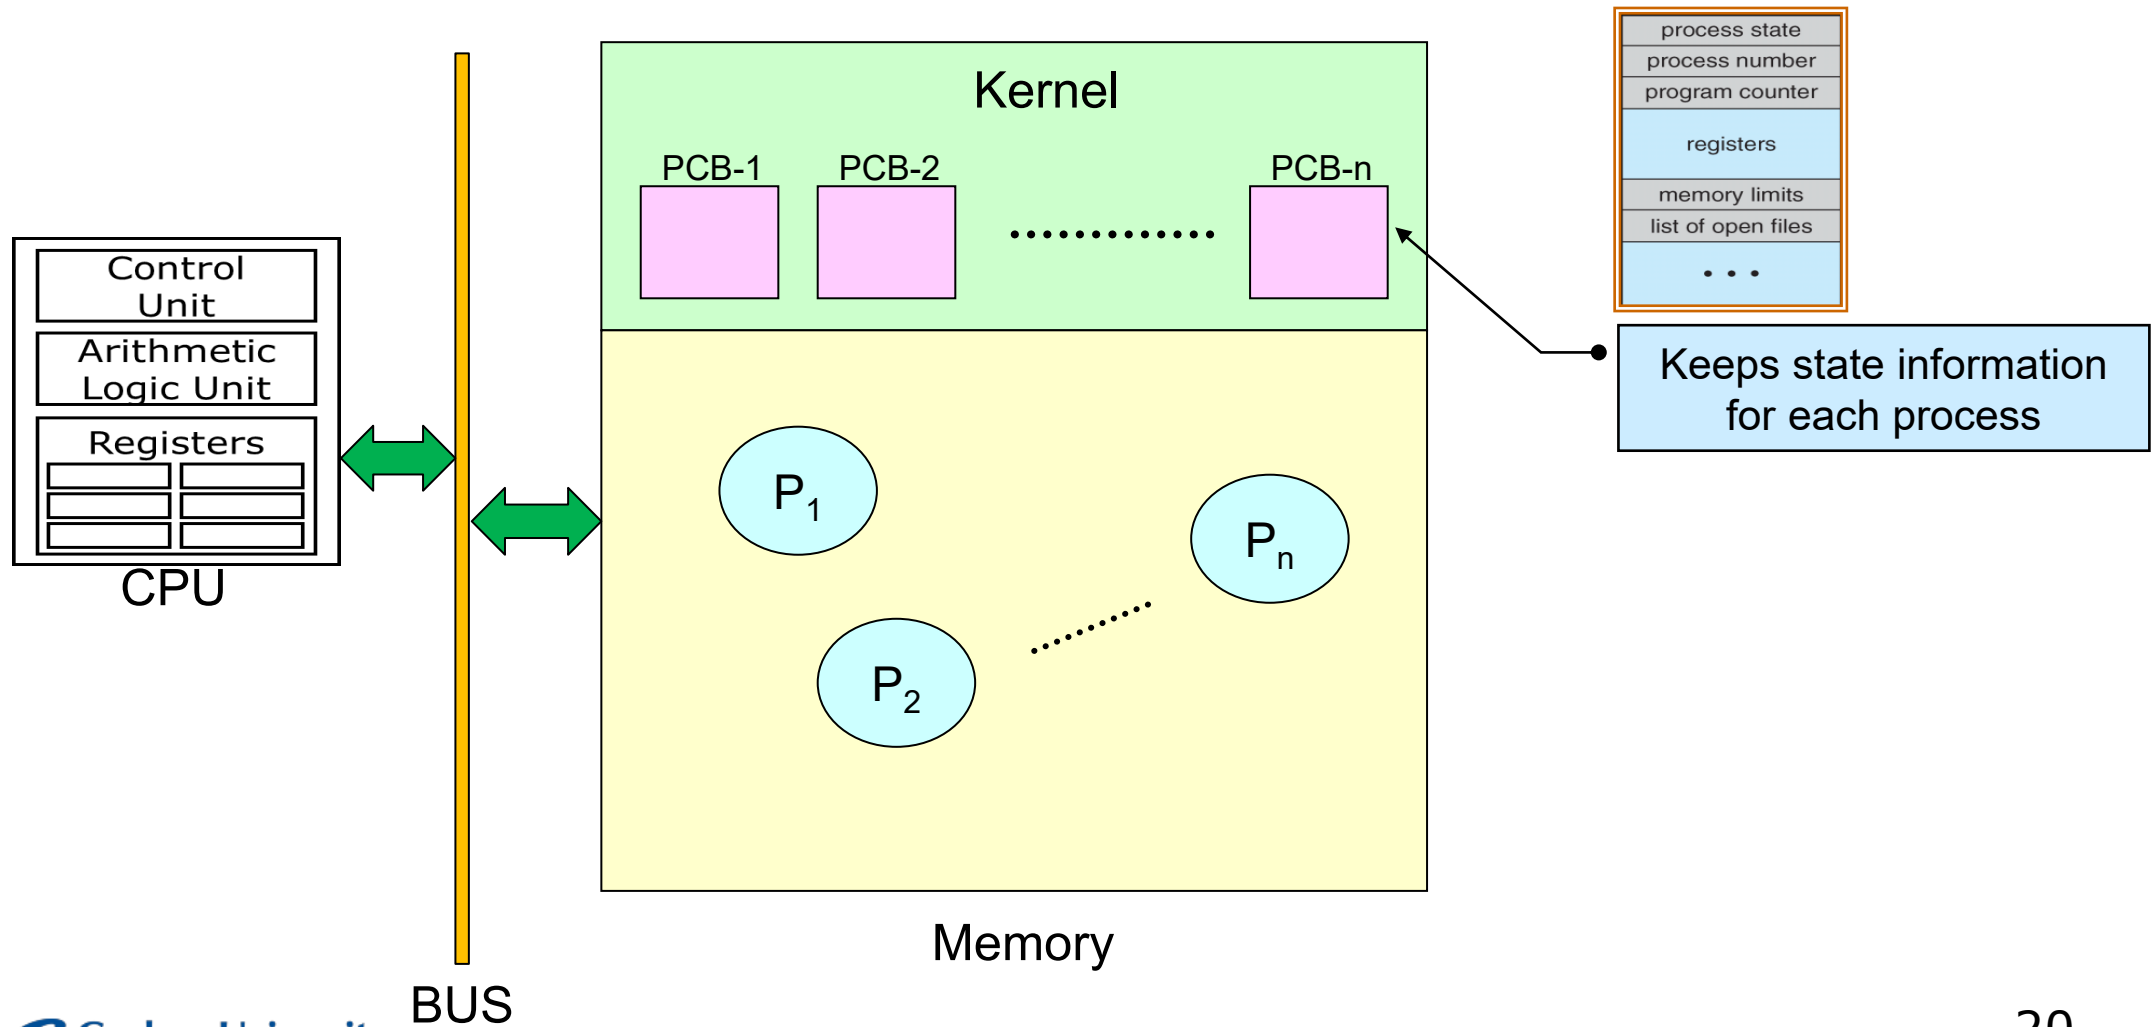 process state
process number
program counter
registers
memory limits
list of open files
• • •
Kernel
PCB-1 PCB-2 PCB-n
Control
Unit
Arithmetic
Logic Unit
Registers
CPU
Keeps state information
for each process
P1
Pn
P2
Memory
BUS
20